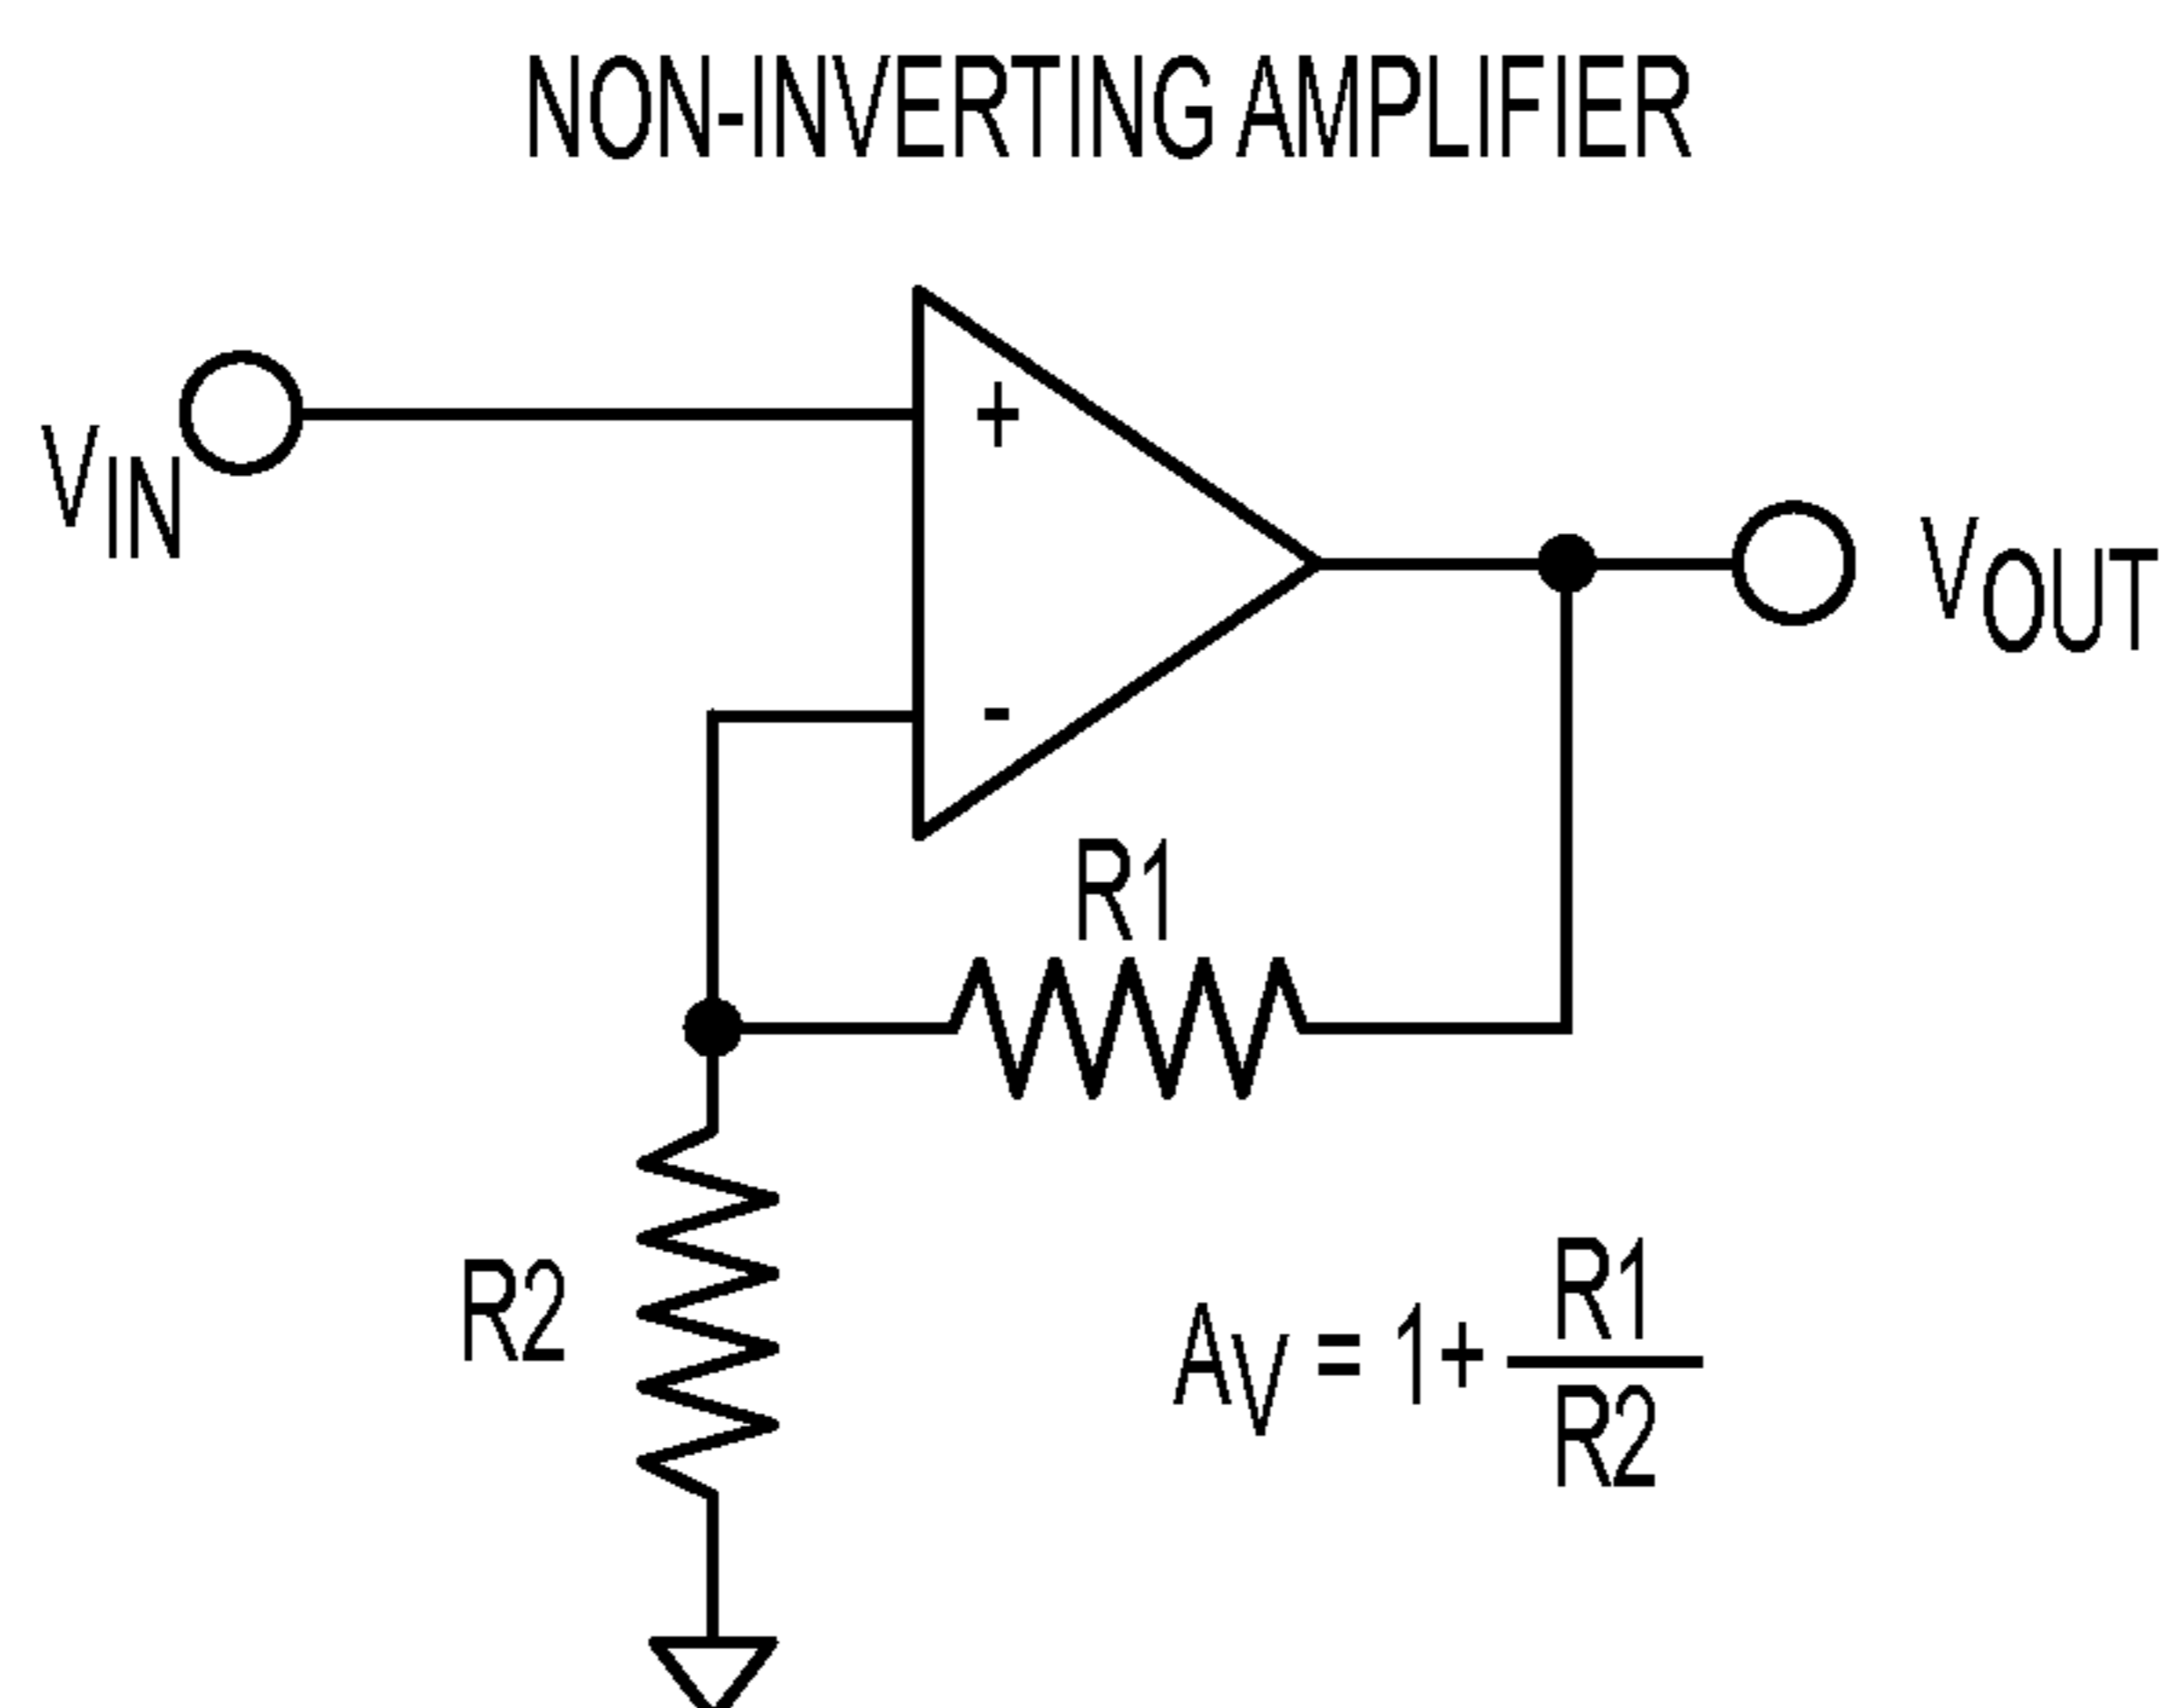 NON-INVERTING AMPLIFIER
+
VIN
VOUT
-
R1
R2
AV = 1+ R1
R2